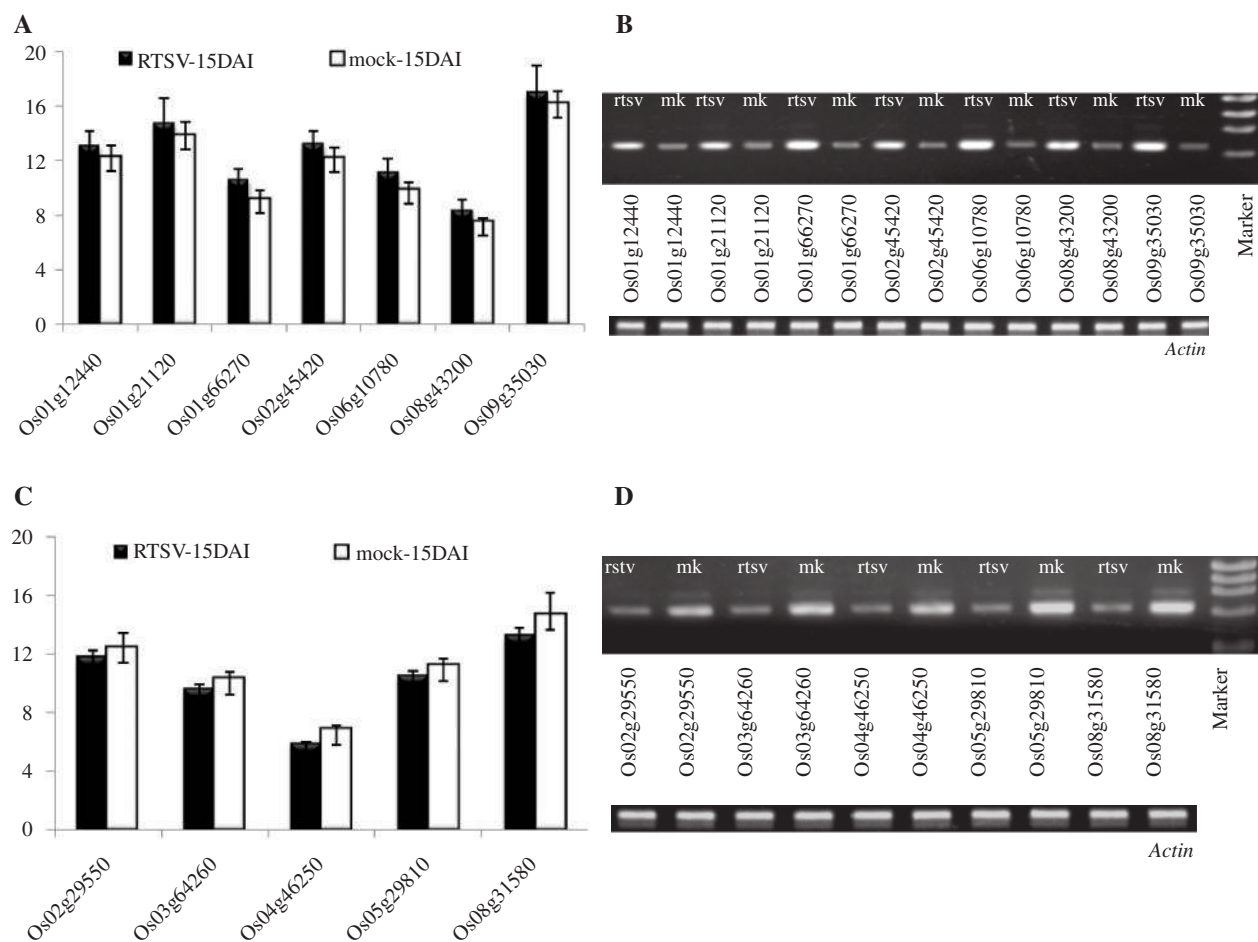 A
20
16
12
8
4
0
RTSV-15DAI
mock-15DAI
Os01g12440
Os01g21120
Os01g66270
Os02g45420
Os06g10780
Os08g43200
Os09g35030
B
rtsv mk rtsv mk rtsv mk rtsv mk rtsv mk rtsv mk rtsv mk
Os01g12440
Os01g12440
Os01g21120
Os01g21120
Os01g66270
Os01g66270
Os02g45420
Os02g45420
Os06g10780
Os06g10780
Os08g43200
Os08g43200
Os09g35030
Os09g35030
Marker
Actin
C
20
16
12
8
4
0
RTSV-15DAI
mock-15DAI
Os02g29550
Os03g64260
Os04g46250
Os05g29810
Os08g31580
D
rstv mk rtsv mk rtsv mk rtsv mk rtsv mk
Os02g29550
Os02g29550
Os03g64260
Os03g64260
Os04g46250
Os04g46250
Os05g29810
Os05g29810
Os08g31580
Os08g31580
Marker
Actin